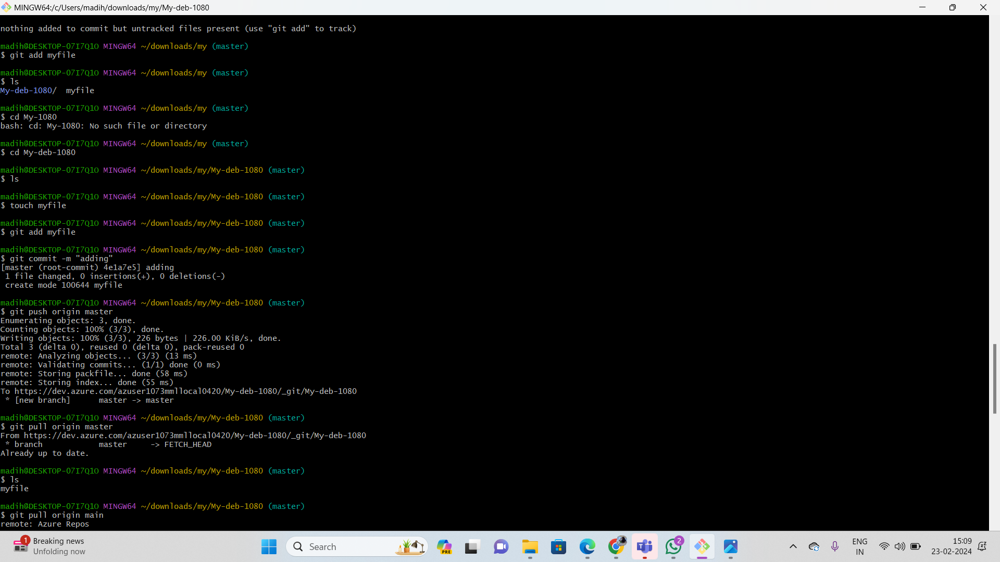 MINGW64:/c/Users/madih/downloads/my/My-deb-1080
nothing added to commit but untracked files present (use "git add" to track)
madih@DESKTOP-07I7Q1O MINGW64 ~/downloads/my (master)
$ git add myfile
madih@DESKTOP-07I7Q1O MINGW64 ~/downloads/my (master)
$ ls
My-deb-1080/  myfile
madih@DESKTOP-07I7Q1O MINGW64 ~/downloads/my (master)
$ cd My-1080
bash: cd: My-1080: No such file or directory
madih@DESKTOP-07I7Q1O MINGW64 ~/downloads/my (master)
$ cd My-deb-1080
madih@DESKTOP-07I7Q1O MINGW64 ~/downloads/my/My-deb-1080 (master)
$ ls
madih@DESKTOP-07I7Q1O MINGW64 ~/downloads/my/My-deb-1080 (master)
$ touch myfile
madih@DESKTOP-07I7Q1O MINGW64 ~/downloads/my/My-deb-1080 (master)
$ git add myfile
madih@DESKTOP-07I7Q1O MINGW64 ~/downloads/my/My-deb-1080 (master)
$ git commit -m "adding"
[master (root-commit) 4e1a7e5] adding
 1 file changed, 0 insertions(+), 0 deletions(-)
 create mode 100644 myfile
madih@DESKTOP-07I7Q1O MINGW64 ~/downloads/my/My-deb-1080 (master)
$ git push origin master
Enumerating objects: 3, done.
Counting objects: 100% (3/3), done.
Writing objects: 100% (3/3), 226 bytes | 226.00 KiB/s, done.
Total 3 (delta 0), reused 0 (delta 0), pack-reused 0
remote: Analyzing objects... (3/3) (13 ms)
remote: Validating commits... (1/1) done (0 ms)
remote: Storing packfile... done (58 ms)
remote: Storing index... done (55 ms)
To https://dev.azure.com/azuser1073mmllocal0420/My-deb-1080/_git/My-deb-1080
 * [new branch]      master -> master
madih@DESKTOP-07I7Q1O MINGW64 ~/downloads/my/My-deb-1080 (master)
$ git pull origin master
From https://dev.azure.com/azuser1073mmllocal0420/My-deb-1080/_git/My-deb-1080
 * branch            master     -> FETCH_HEAD
Already up to date.
madih@DESKTOP-07I7Q1O MINGW64 ~/downloads/my/My-deb-1080 (master)
$ ls
myfile
madih@DESKTOP-07I7Q1O MINGW64 ~/downloads/my/My-deb-1080 (master)
$ git pull origin main
remote: Azure Repos
1
Breaking news
Unfolding now
Search
PRE
2
ENG
IN
15:09
23-02-2024